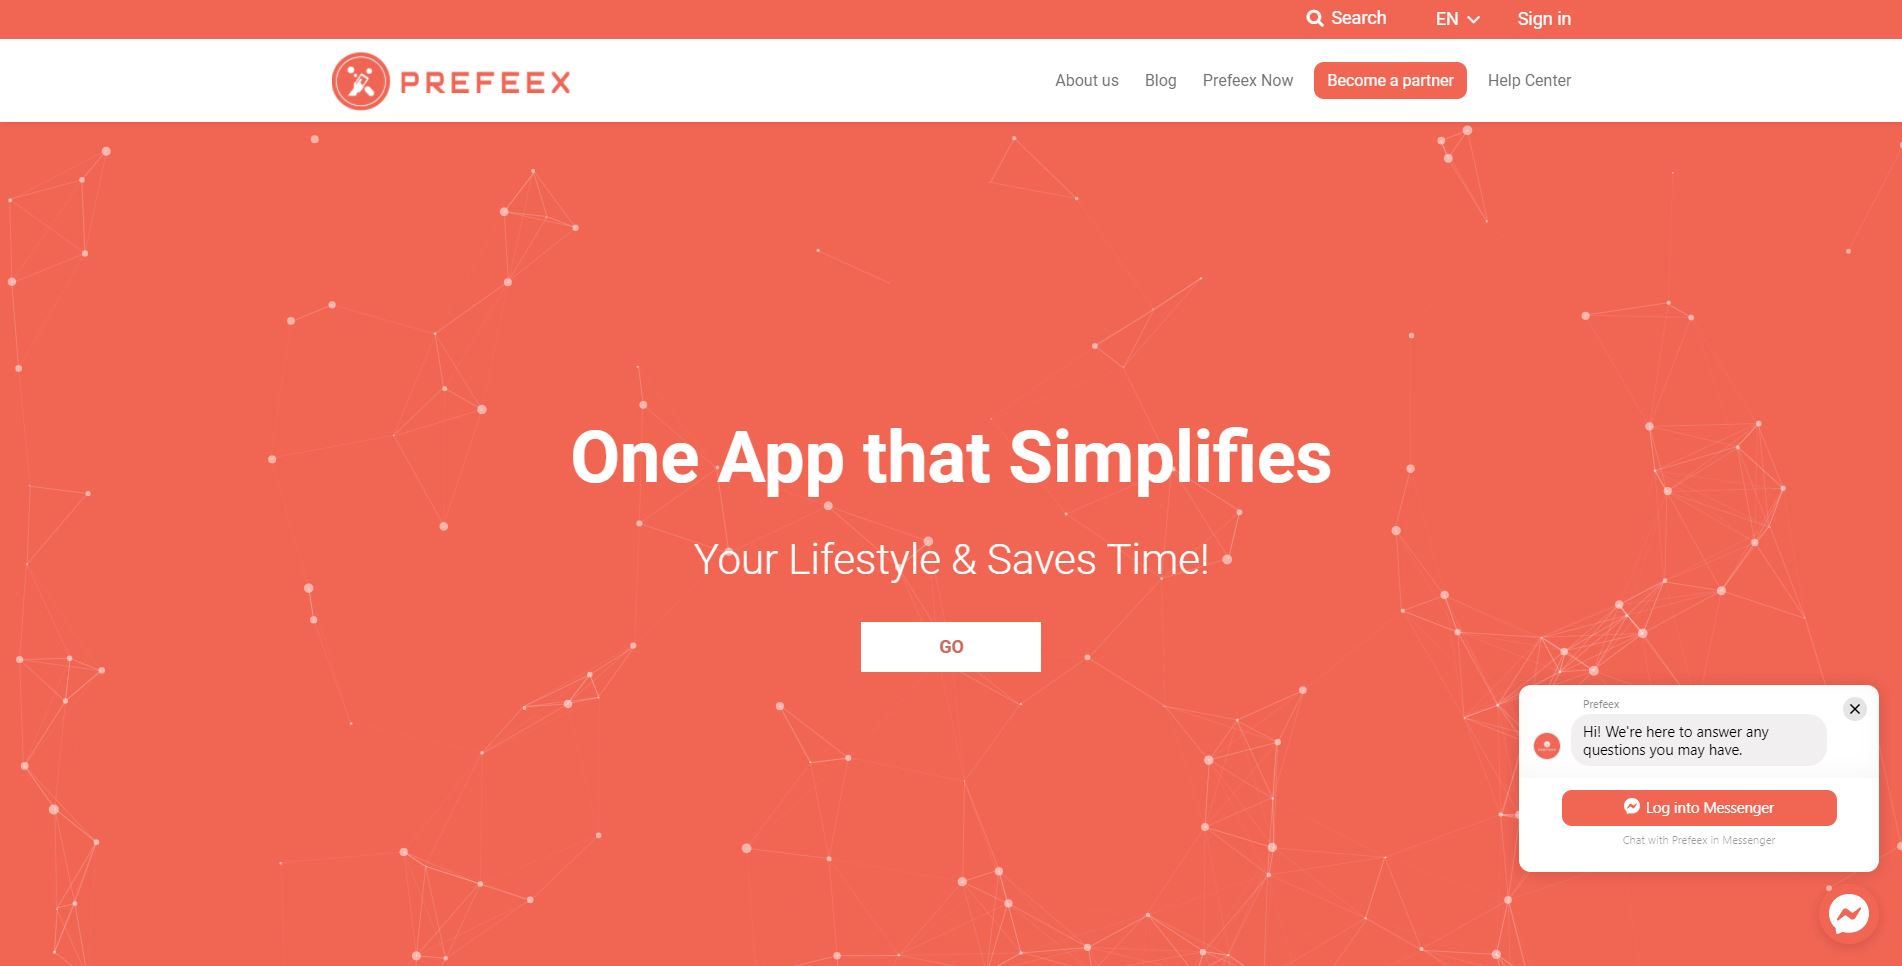 Search
EN
Sign in
PREFEEX
About us
Blog
Prefeex Now
Become a partner
Help Center
One App that Simplifies
Your Lifestyle & Saves Time!
GO
Prefeex
Hi! We're here to answer any
questions you may have.
Log into Messenger
Chat with Prefeex in Messenger